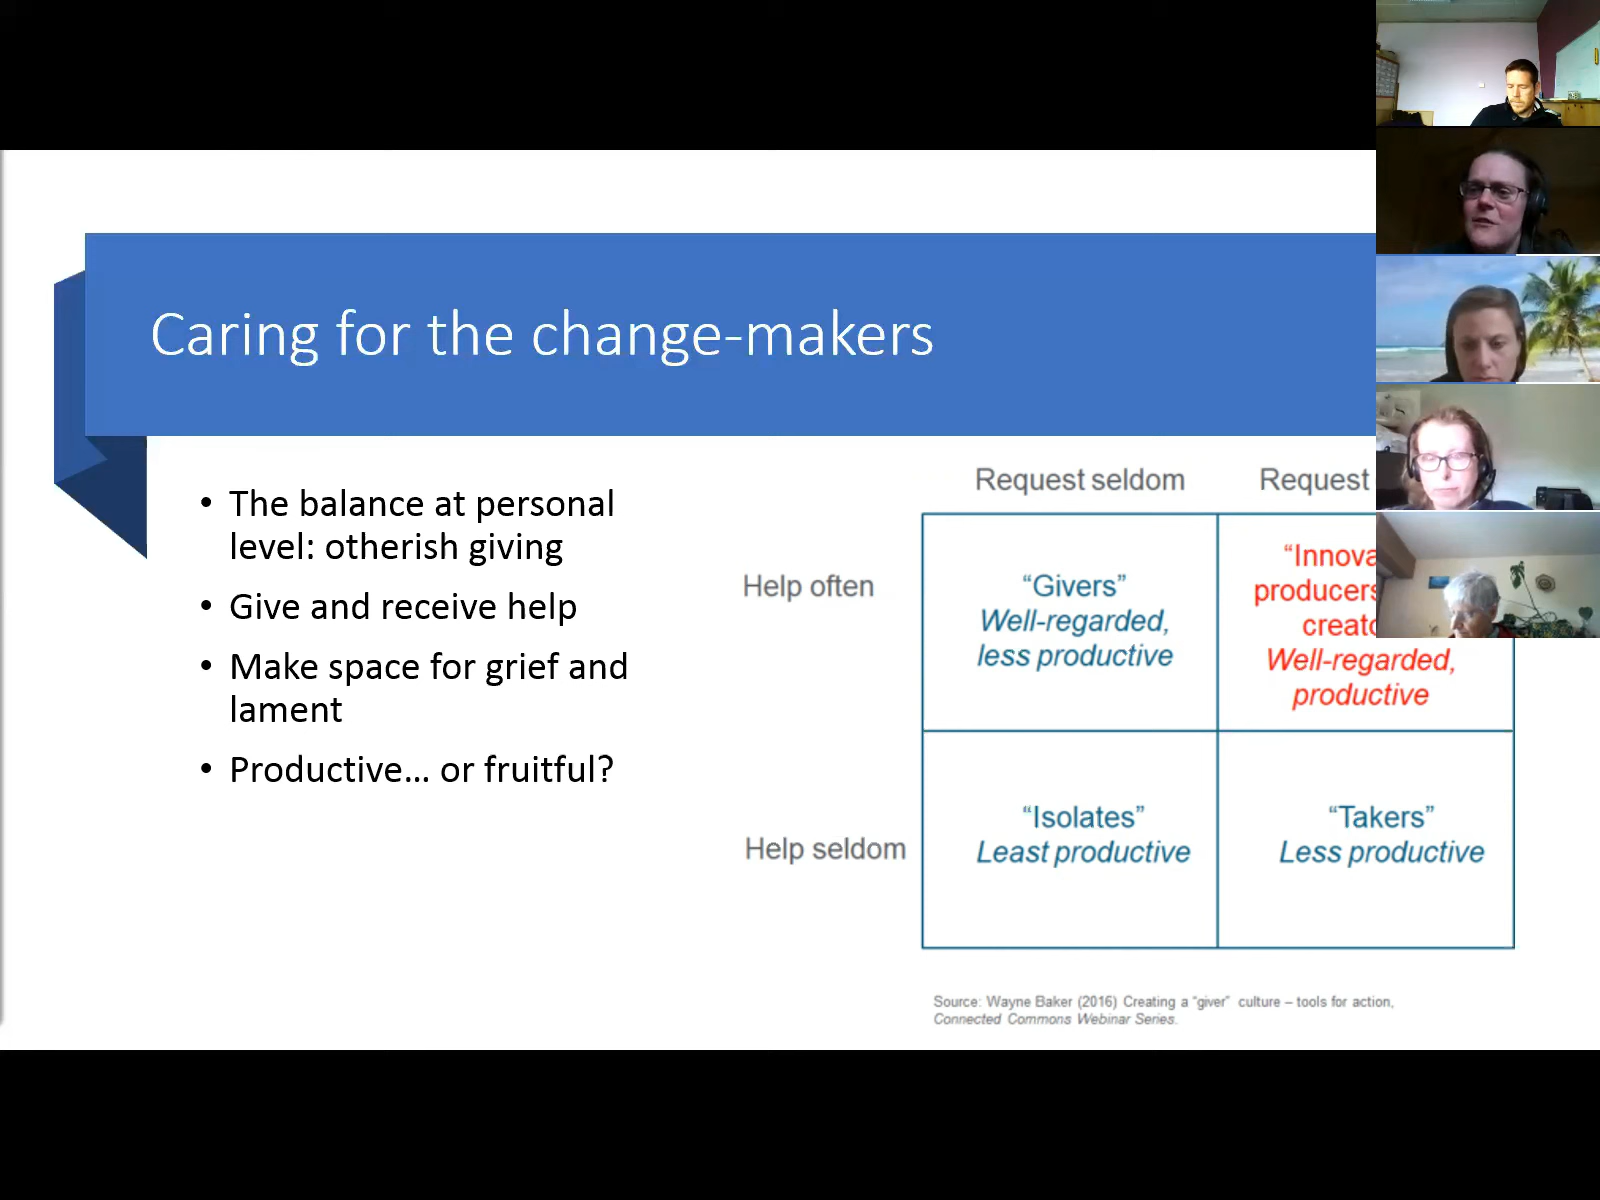 Caring for the change-makers
• The balance at personal
level: otherish giving
• Give and receive help
• Make space for grief and
lament
• Productive... or fruitful?
Request seldom
Request
Help often
“Givers”
Well-regarded,
less productive
“Innova
producers
creato
Well-regarded,
productive
Help seldom
“Isolates”
Least productive
“Takers”
Less productive
Source: Wayne Baker (2016) Creating a “giver” culture – tools for action,
Connected Commons Webinar Series.